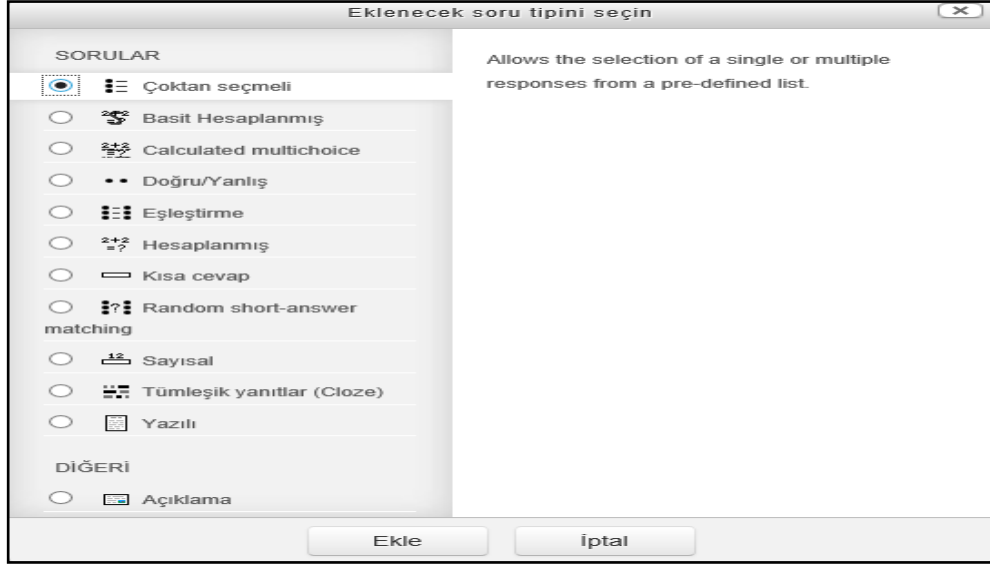 Eklenecek soru tipini seçin
SORULAR
Çoktan seçmeli
Basit Hesaplanmış
Calculated multichoice
Doğru/Yanlış
Eşleştirme
Hesaplanmış
Kısa cevap
Random short-answer
matching
Sayısal
Tümleşik yanıtlar (Cloze)
Yazılı
DİĞERİ
Açıklama
Allows the selection of a single or multiple
responses from a pre-defined list.
Ekle
İptal